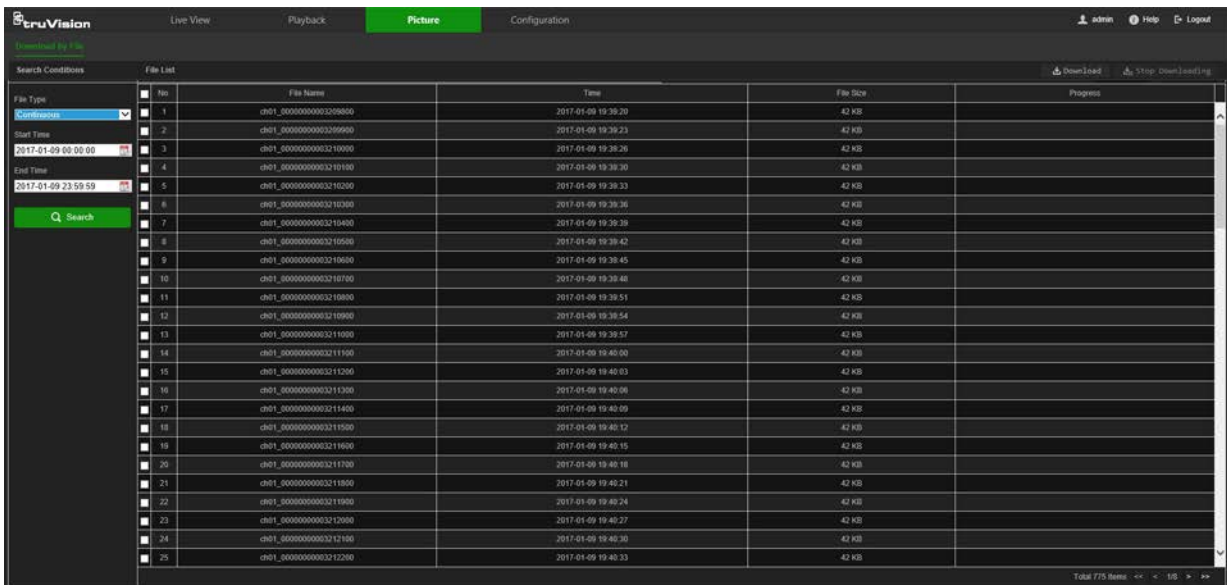 truVision Live View Playback Picture Configuration admin Help Logout
Download by File
Search Conditions File List Download Stop Downloading
No File Name Time File Size Progress
File Type
Continuous
Start Time
2017-01-09 00:00:00
End Time
2017-01-09 23:59:59
Search
1 ch01_00000000003209800 2017-01-09 19:39:20 42 KB
2 ch01_00000000003209900 2017-01-09 19:39:23 42 KB
3 ch01_00000000003210000 2017-01-09 19:39:26 42 KB
4 ch01_00000000003210100 2017-01-09 19:39:30 42 KB
5 ch01_00000000003210200 2017-01-09 19:39:33 42 KB
6 ch01_00000000003210300 2017-01-09 19:39:36 42 KB
7 ch01_00000000003210400 2017-01-09 19:39:39 42 KB
8 ch01_00000000003210500 2017-01-09 19:39:42 42 KB
9 ch01_00000000003210600 2017-01-09 19:39:45 42 KB
10 ch01_00000000003210700 2017-01-09 19:39:48 42 KB
11 ch01_00000000003210800 2017-01-09 19:39:51 42 KB
12 ch01_00000000003210900 2017-01-09 19:39:54 42 KB
13 ch01_00000000003211000 2017-01-09 19:39:57 42 KB
14 ch01_00000000003211100 2017-01-09 19:40:00 42 KB
15 ch01_00000000003211200 2017-01-09 19:40:03 42 KB
16 ch01_00000000003211300 2017-01-09 19:40:06 42 KB
17 ch01_00000000003211400 2017-01-09 19:40:09 42 KB
18 ch01_00000000003211500 2017-01-09 19:40:12 42 KB
19 ch01_00000000003211600 2017-01-09 19:40:15 42 KB
20 ch01_00000000003211700 2017-01-09 19:40:18 42 KB
21 ch01_00000000003211800 2017-01-09 19:40:21 42 KB
22 ch01_00000000003211900 2017-01-09 19:40:24 42 KB
23 ch01_00000000003212000 2017-01-09 19:40:27 42 KB
24 ch01_00000000003212100 2017-01-09 19:40:30 42 KB
25 ch01_00000000003212200 2017-01-09 19:40:33 42 KB
Total 775 Items << < 1/8 > >>